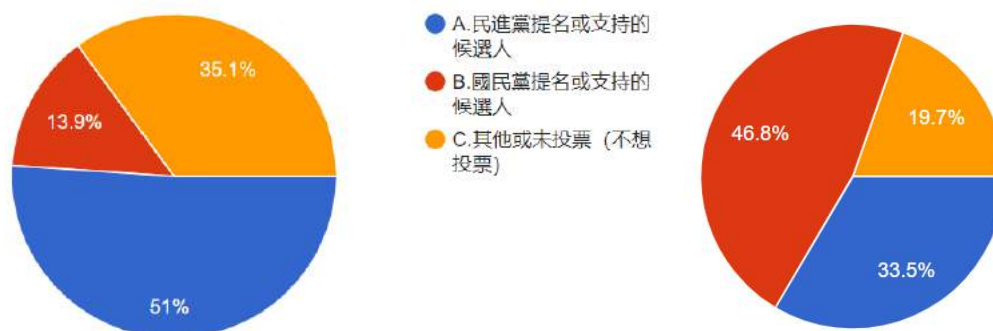 35.1%
13.9%
51%
A.民進黨提名或支持的
候選人
B.國民黨提名或支持的
候選人
C.其他或未投票 (不想
投票)
46.8%
19.7%
33.5%